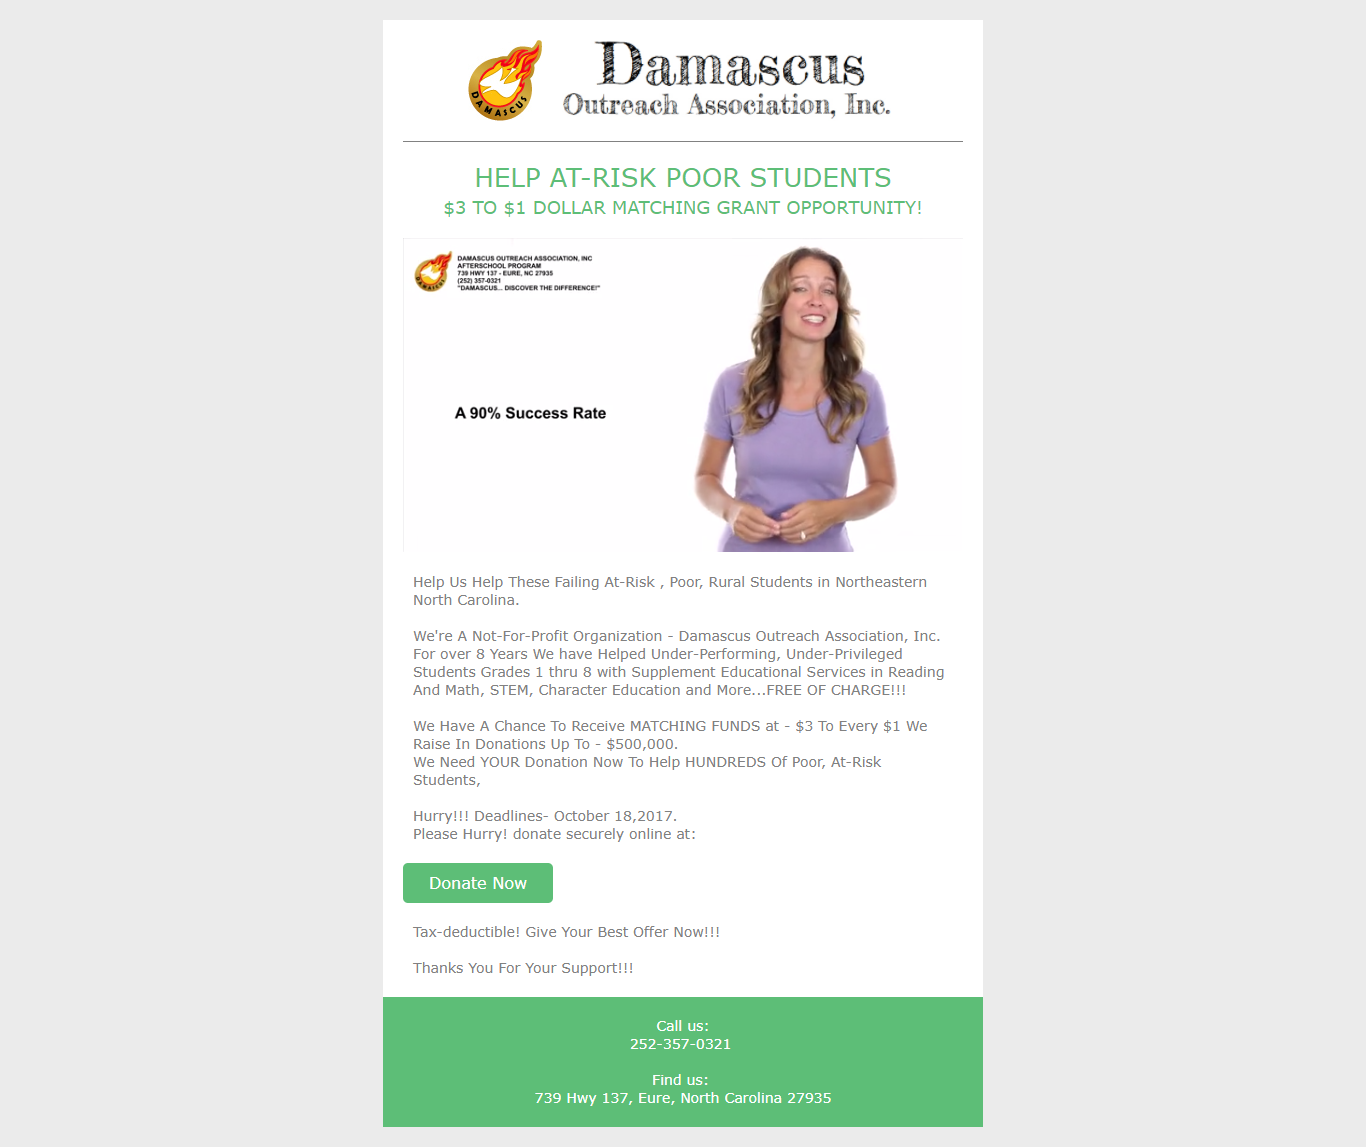 DAMASCUS
Damascus
Outreach Association, Inc.
HELP AT-RISK POOR STUDENTS
$3 TO $1 DOLLAR MATCHING GRANT OPPORTUNITY!
DAMASCUS
DAMASCUS OUTREACH ASSOCIATION, INC
AFTERSCHOOL PROGRAM
739 HWY 137 - EURE, NC 27935
(252) 357-0321
"DAMASCUS... DISCOVER THE DIFFERENCE!"
A 90% Success Rate
Help Us Help These Failing At-Risk , Poor, Rural Students in Northeastern
North Carolina.
We're A Not-For-Profit Organization - Damascus Outreach Association, Inc.
For over 8 Years We have Helped Under-Performing, Under-Privileged
Students Grades 1 thru 8 with Supplement Educational Services in Reading
And Math, STEM, Character Education and More...FREE OF CHARGE!!!
We Have A Chance To Receive MATCHING FUNDS at - $3 To Every $1 We
Raise In Donations Up To - $500,000.
We Need YOUR Donation Now To Help HUNDREDS Of Poor, At-Risk
Students,
Hurry!!! Deadlines- October 18,2017.
Please Hurry! donate securely online at:
Donate Now
Tax-deductible! Give Your Best Offer Now!!!
Thanks You For Your Support!!!
Call us:
252-357-0321
Find us:
739 Hwy 137, Eure, North Carolina 27935